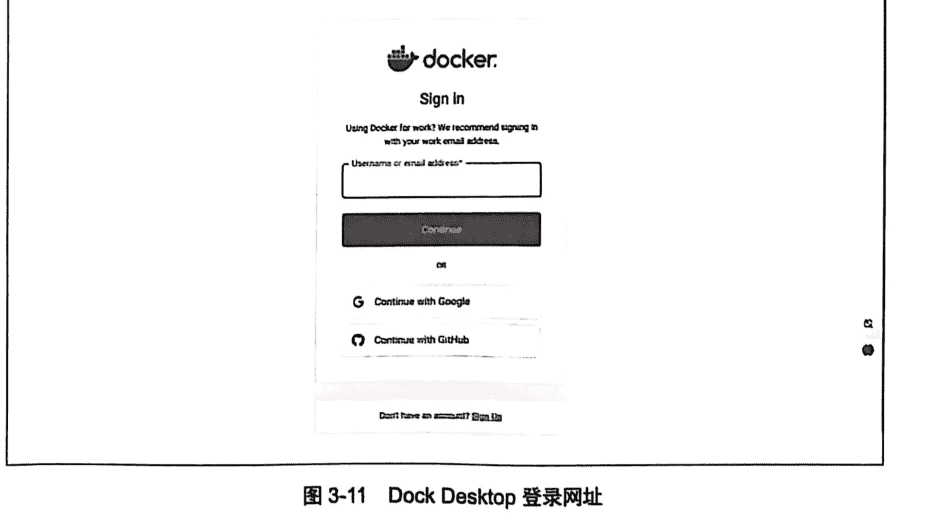 docker.
Sign in
Using Docker for work? We recommend signing in
with your work email address.
Username or email address*
Continue
OR
G Continue with Google
Continue with GitHub
Don't have an account? Sign Up
图 3-11 Dock Desktop 登录网址